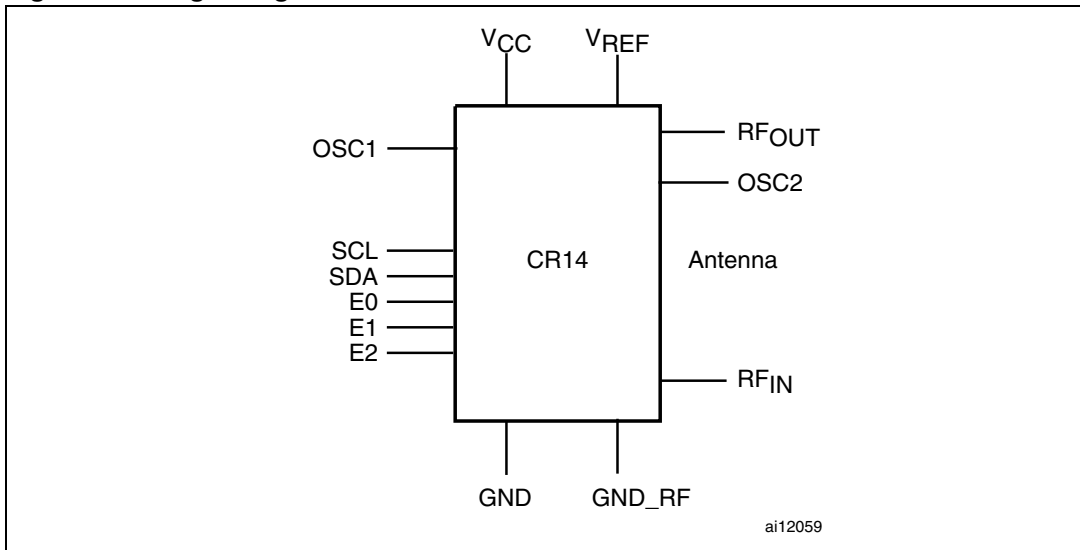 VCC
VREF
OSC1
RFOUT
OSC2
SCL
SDA
E0
E1
E2
CR14
Antenna
RFIN
GND
GND_RF
ai12059